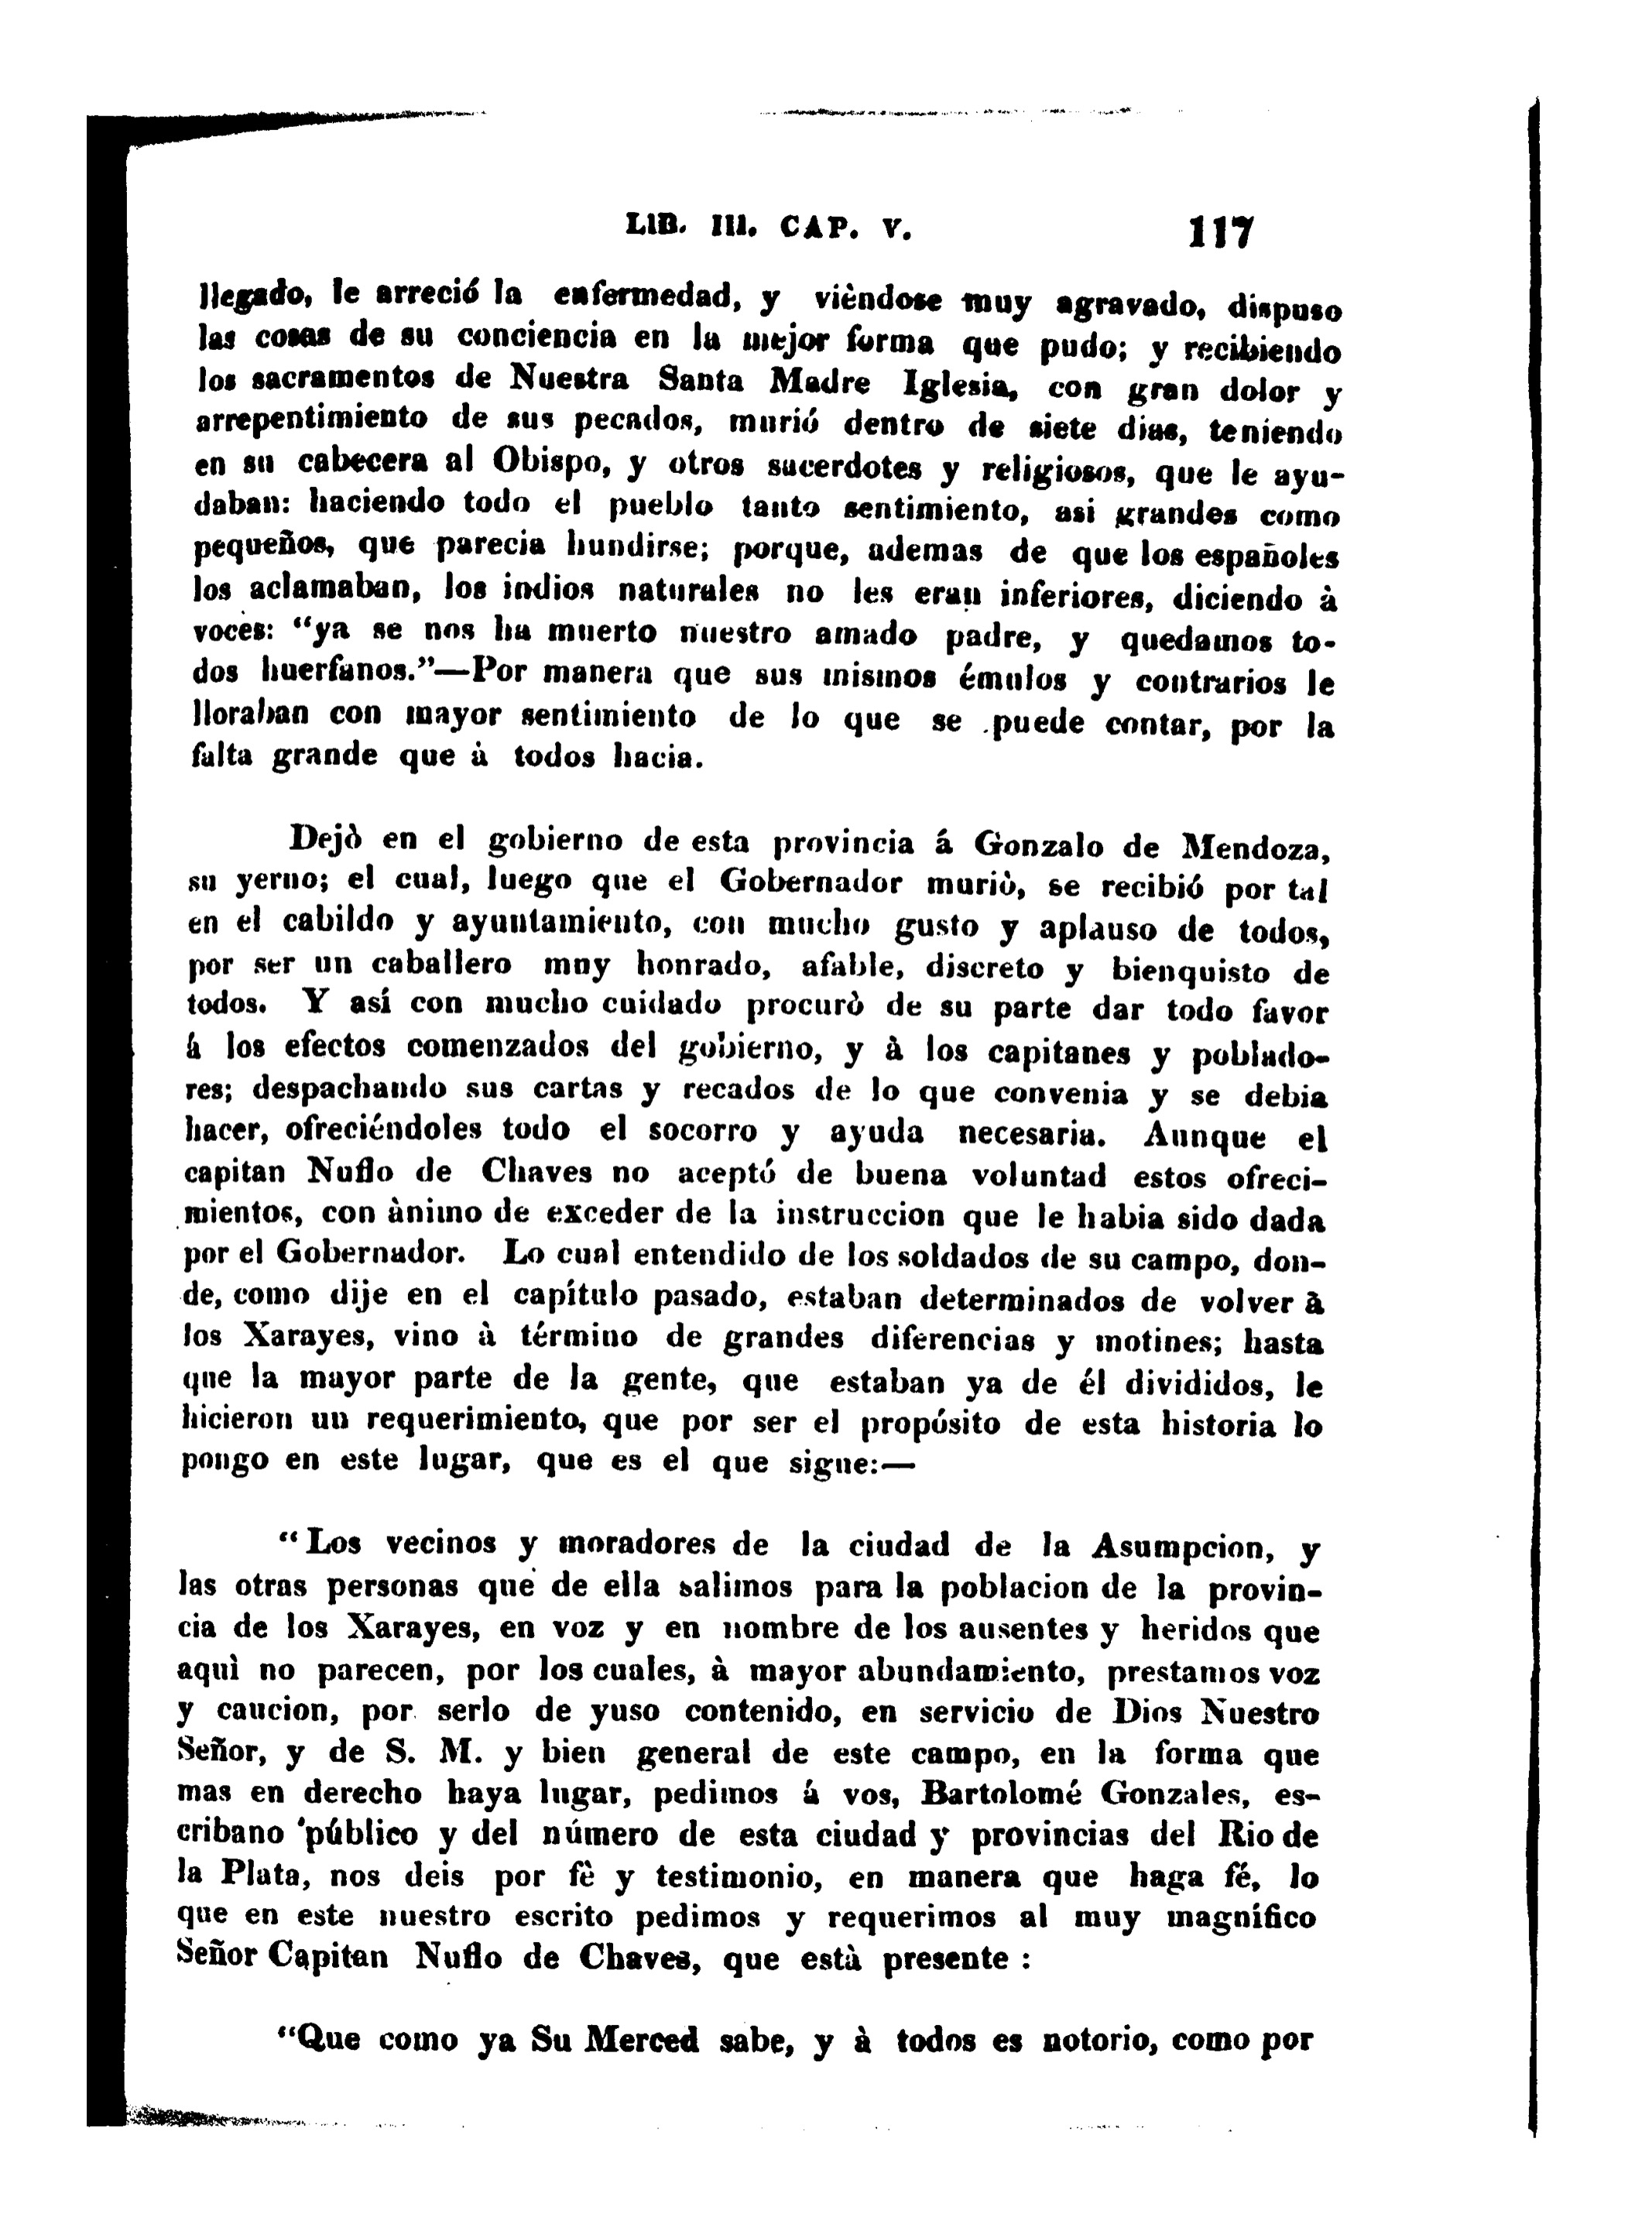 LIB. III. CAP. V. 117
llegado, le arreció la enfermedad, y vièndose muy agravado, dispuso
las cosas de su conciencia en la mejor forma que pudo; y recibiendo
los sacramentos de Nuestra Santa Madre Iglesia, con gran dolor y
arrepentimiento de sus pecados, murió dentro de siete dias, teniendo
en su cabecera al Obispo, y otros sacerdotes y religiosos, que le ayu-
daban: haciendo todo el pueblo tanto sentimiento, asi grandes como
pequeños, que parecia hundirse; porque, ademas de que los españoles
los aclamaban, los indios naturales no les eran inferiores, diciendo à
voces: "ya se nos ha muerto nuestro amado padre, y quedamos to-
dos huerfanos."—Por manera que sus mismos émulos y contrarios le
lloraban con mayor sentimiento de lo que se puede contar, por la
falta grande que à todos hacia.
Dejò en el gobierno de esta provincia á Gonzalo de Mendoza,
su yerno; el cual, luego que el Gobernador muriò, se recibió por tal
en el cabildo y ayuntamiento, con mucho gusto y aplauso de todos,
por ser un caballero muy honrado, afable, discreto y bienquisto de
todos. Y así con mucho cuidado procurò de su parte dar todo favor
á los efectos comenzados del gobierno, y à los capitanes y poblado-
res; despachando sus cartas y recados de lo que convenia y se debia
hacer, ofreciéndoles todo el socorro y ayuda necesaria. Aunque el
capitan Nuflo de Chaves no aceptó de buena voluntad estos ofreci-
mientos, con ànimo de exceder de la instruccion que le habia sido dada
por el Gobernador. Lo cual entendido de los soldados de su campo, don-
de, como dije en el capítulo pasado, estaban determinados de volver à
los Xarayes, vino à término de grandes diferencias y motines; hasta
que la mayor parte de la gente, que estaban ya de él divididos, le
hicieron un requerimiento, que por ser el propósito de esta historia lo
pongo en este lugar, que es el que sigue:—
"Los vecinos y moradores de la ciudad de la Asumpcion, y
las otras personas que de ella salimos para la poblacion de la provin-
cia de los Xarayes, en voz y en nombre de los ausentes y heridos que
aquì no parecen, por los cuales, à mayor abundamiento, prestamos voz
y caucion, por serlo de yuso contenido, en servicio de Dios Nuestro
Señor, y de S. M. y bien general de este campo, en la forma que
mas en derecho haya lugar, pedimos á vos, Bartolomé Gonzales, es-
cribano público y del número de esta ciudad y provincias del Rio de
la Plata, nos deis por fè y testimonio, en manera que haga fé, lo
que en este nuestro escrito pedimos y requerimos al muy magnífico
Señor Capitan Nuflo de Chaves, que està presente :
"Que como ya Su Merced sabe, y à todos es notorio, como por